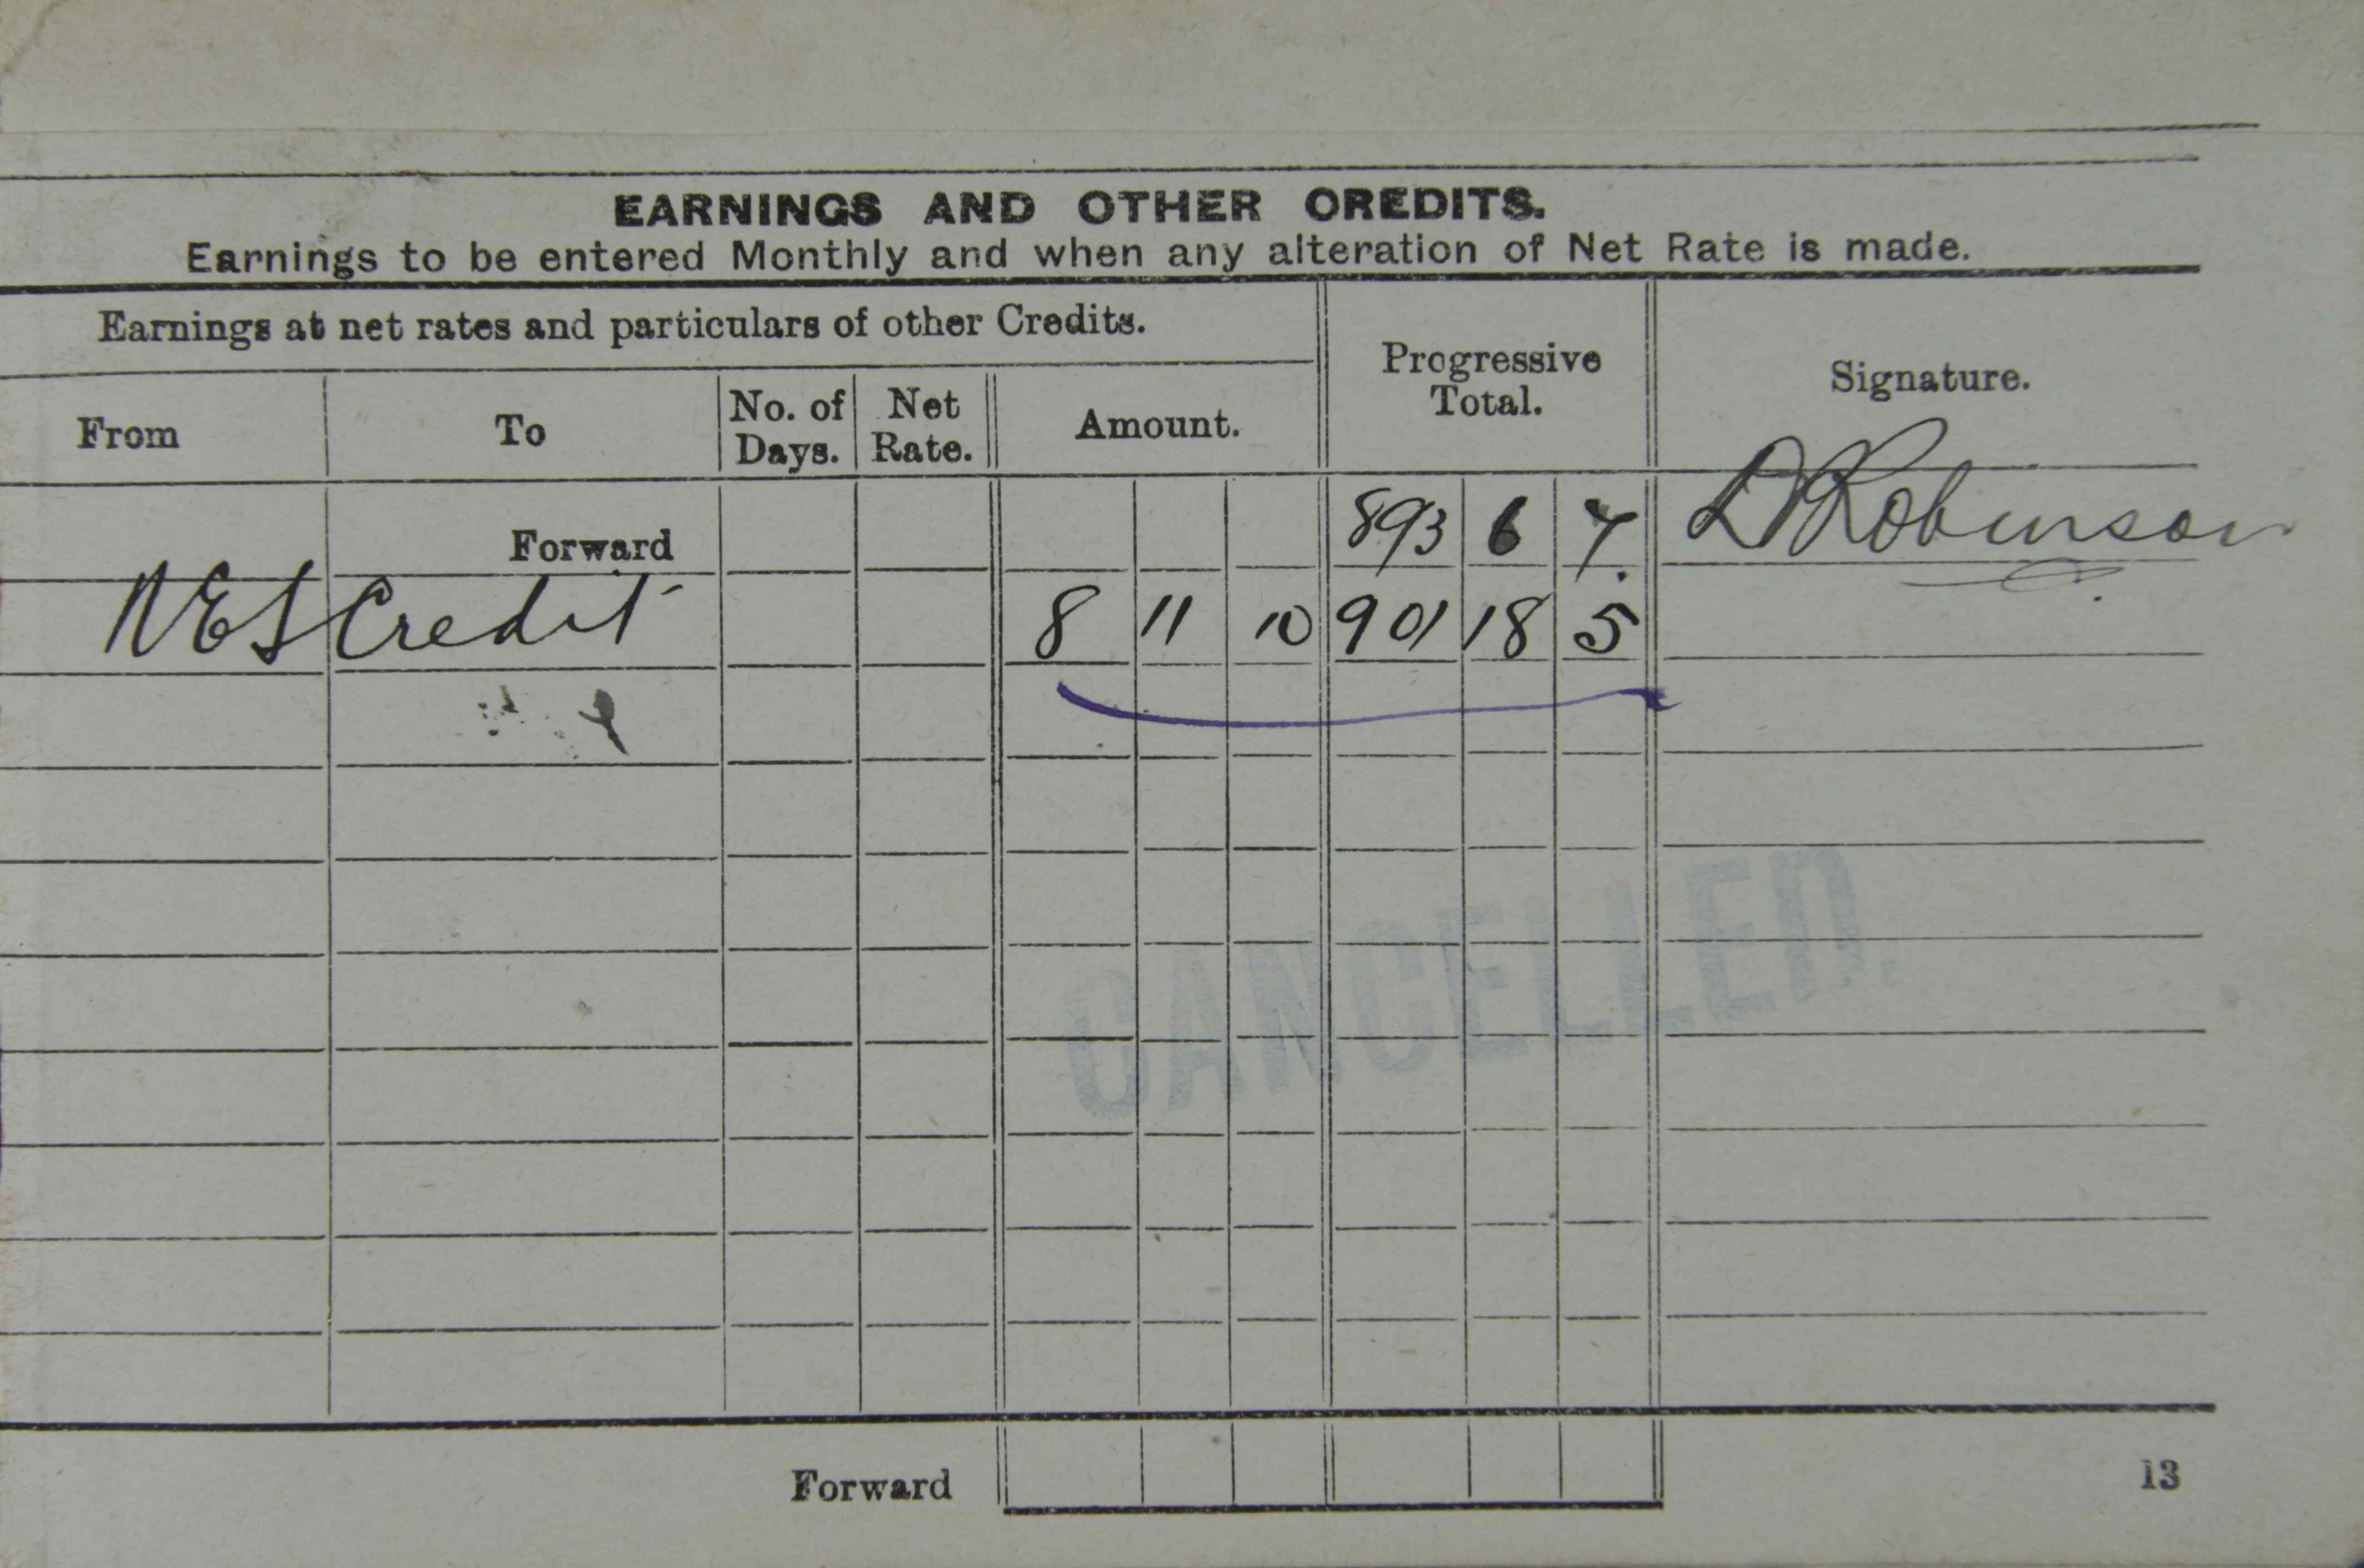 EARNINGS AND OTHER CREDITS.
Earnings to be entered Monthly and when any alteration of Net Rate is made.
Earnings at net rates and particulars of other Credits.
Progressive Total.
Signature.
From To No. of Days. Net Rate. Amount.
Forward 893 6 7. D Robinson
NES Credit 8 11 10 901 18 5
CANCELLED.
Forward
13